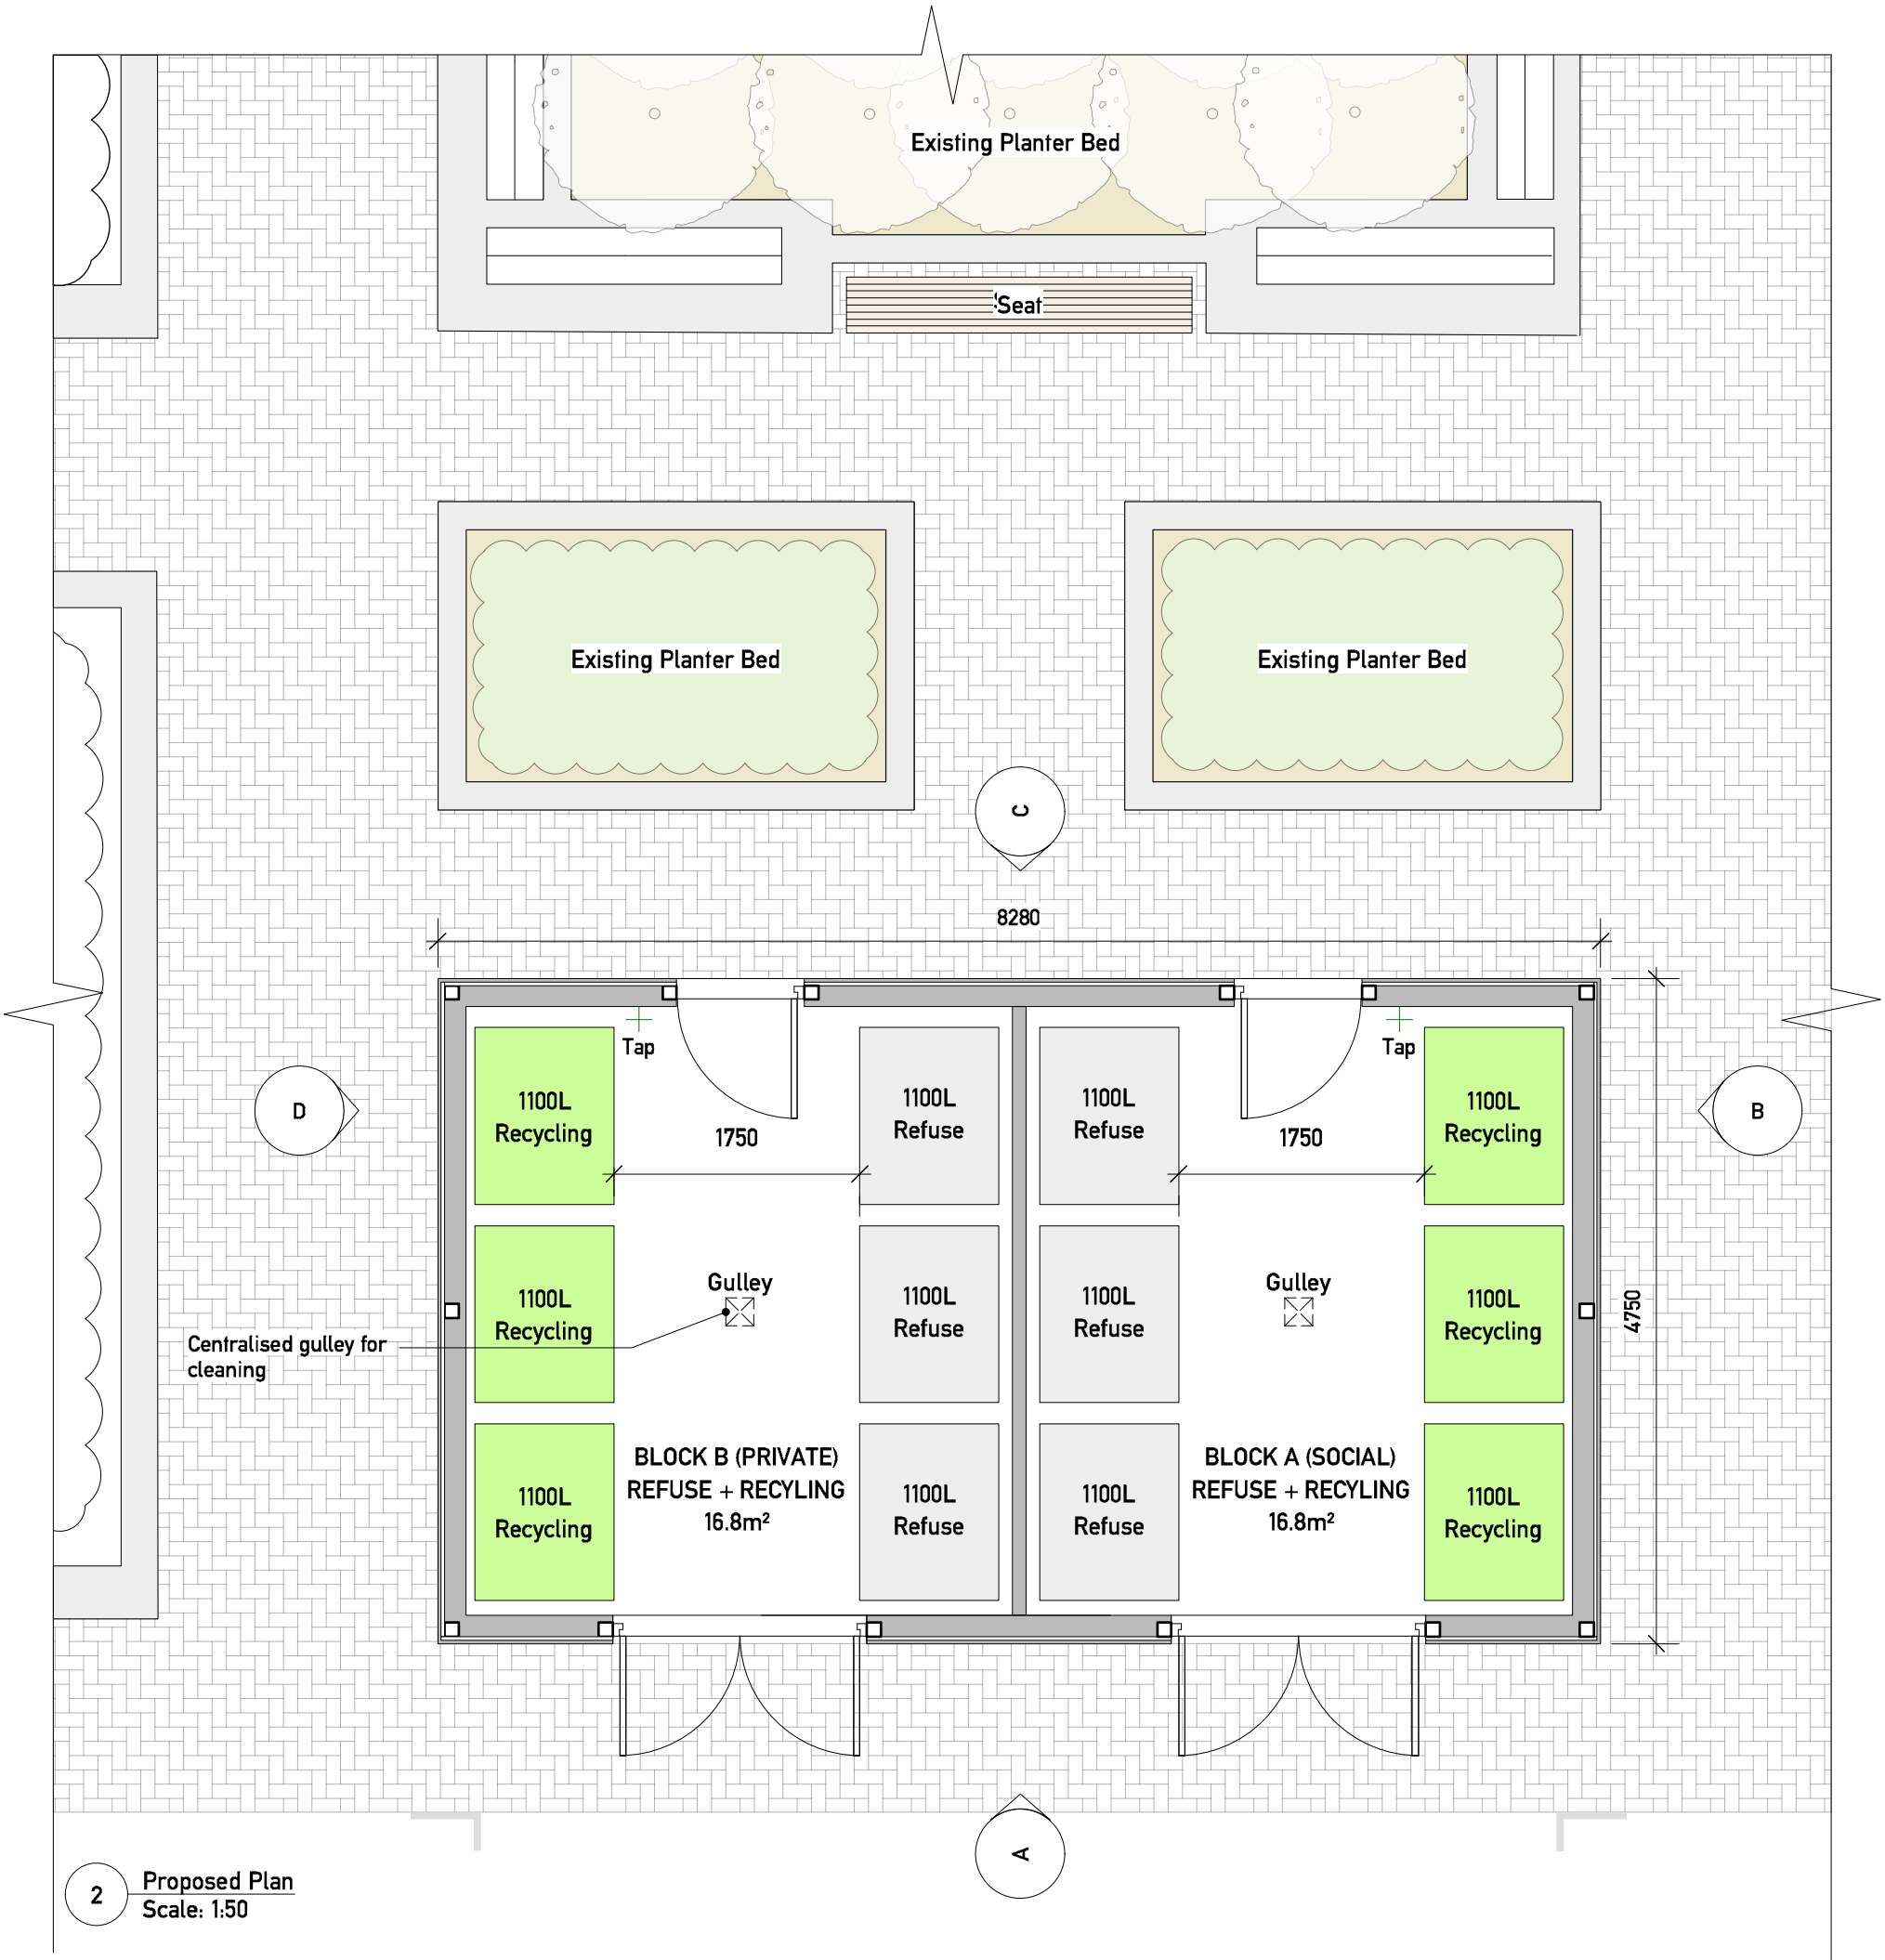 Existing Planter Bed
Seat
Existing Planter Bed
Existing Planter Bed
C
8280
Tap
Tap
1100L
Recycling
1100L
Refuse
1100L
Refuse
1100L
Recycling
D
B
1750
1750
1100L
Recycling
Gulley
1100L
Refuse
1100L
Refuse
Gulley
1100L
Recycling
4750
Centralised gulley for
cleaning
1100L
Recycling
BLOCK B (PRIVATE)
REFUSE + RECYLING
16.8m²
1100L
Refuse
1100L
Refuse
BLOCK A (SOCIAL)
REFUSE + RECYLING
16.8m²
1100L
Recycling
A
2
Proposed Plan
Scale: 1:50